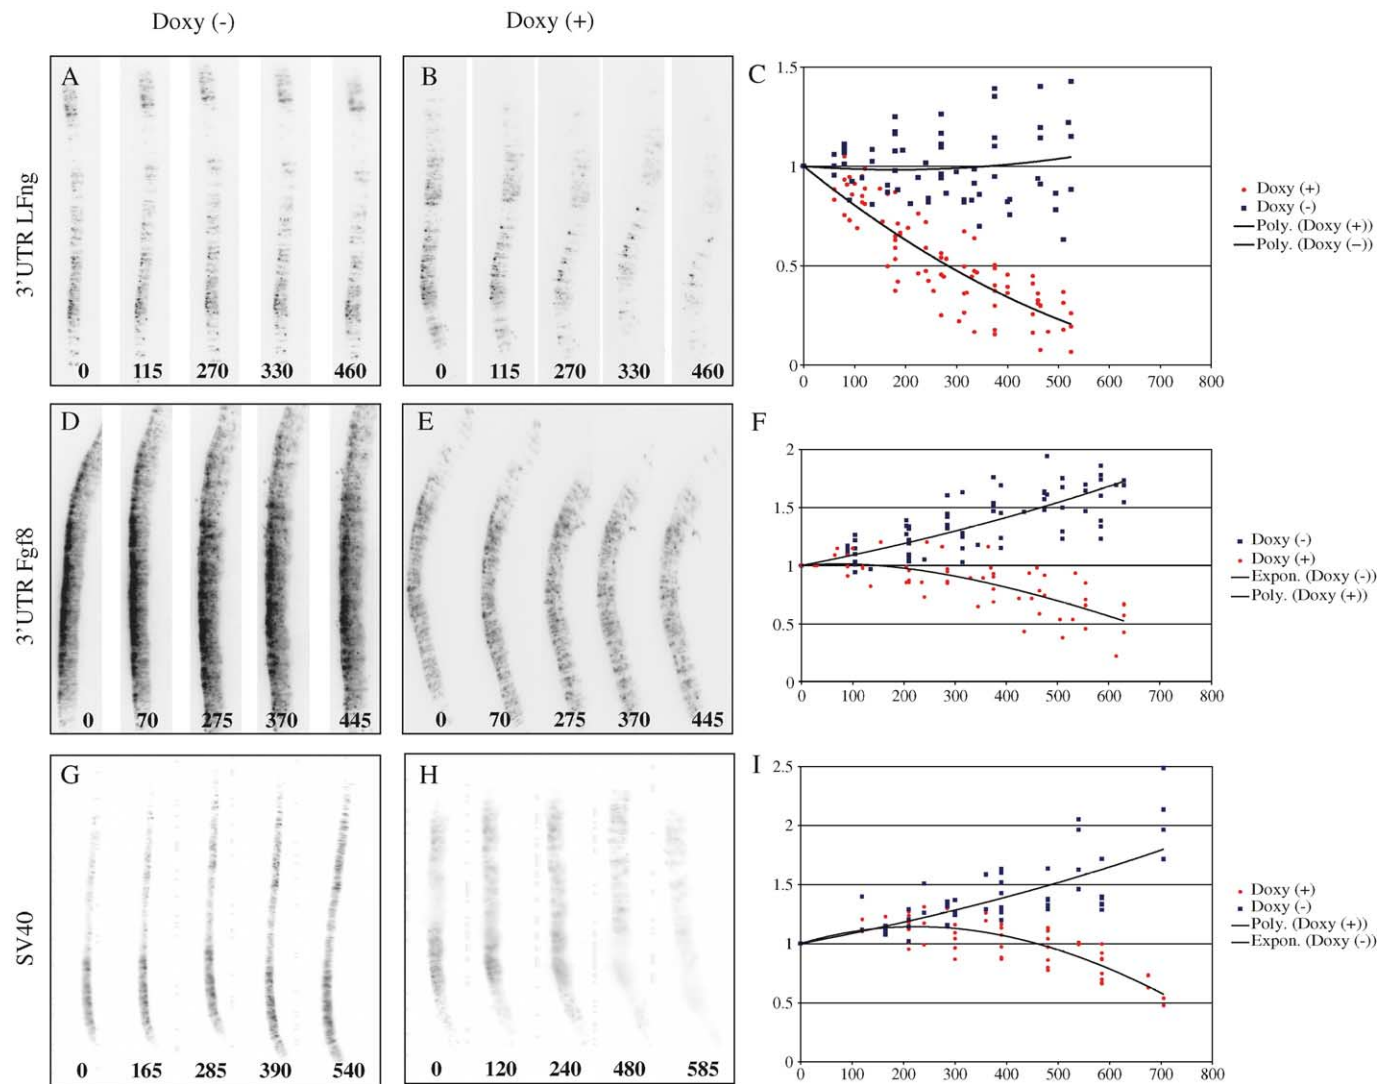 Doxy (-)
Doxy (+)
3'UTR LFng
A
0 115 270 330 460
B
0 115 270 330 460
C
1.5
1
0.5
0
0 100 200 300 400 500 600 700 800
Doxy (+)
Doxy (-)
Poly. (Doxy (+))
Poly. (Doxy (−))
3'UTR Fgf8
D
0 70 275 370 445
E
0 70 275 370 445
F
2
1.5
1
0.5
0
0 100 200 300 400 500 600 700 800
Doxy (-)
Doxy (+)
Expon. (Doxy (-))
Poly. (Doxy (+))
SV40
G
0 165 285 390 540
H
0 120 240 480 585
I
2.5
2
1.5
1
0.5
0
0 100 200 300 400 500 600 700 800
Doxy (+)
Doxy (-)
Poly. (Doxy (+))
Expon. (Doxy (-))